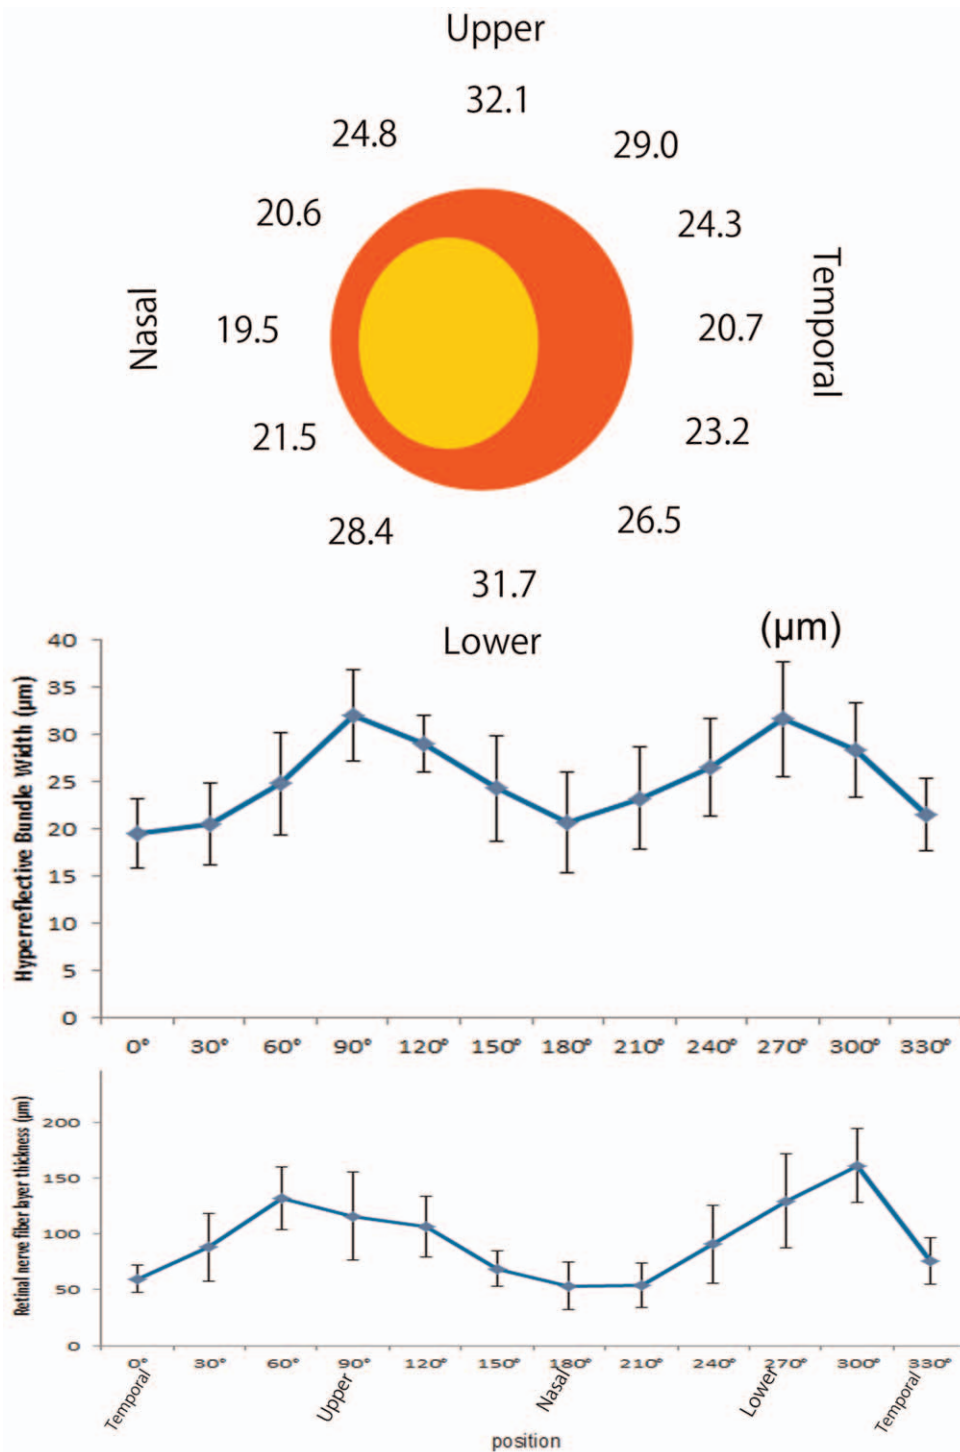 Upper
32.1
24.8
29.0
20.6
24.3
Nasal
19.5
20.7
Temporal
21.5
23.2
28.4
26.5
31.7
Lower
(µm)
Hyperreflective Bundle Width (µm)
40
35
30
25
20
15
10
5
0
0° 30° 60° 90° 120° 150° 180° 210° 240° 270° 300° 330°
Retinal nerve fiber layer thickness (µm)
200
150
100
50
0
0° 30° 60° 90° 120° 150° 180° 210° 240° 270° 300° 330°
Temporal Upper Nasal Lower Temporal
position